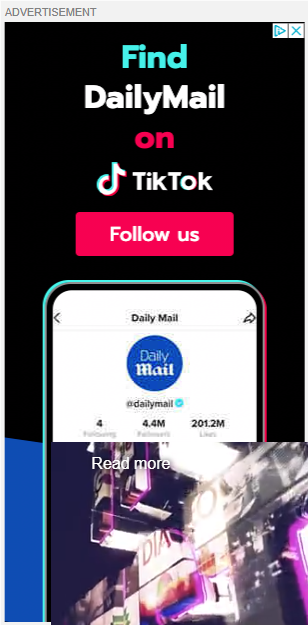 ADVERTISEMENT
Find
DailyMail
on
TikTok
Follow us
Daily Mail
Daily
Mail
@dailymail
4 4.4M 201.2M
Following Followers Likes
Read more